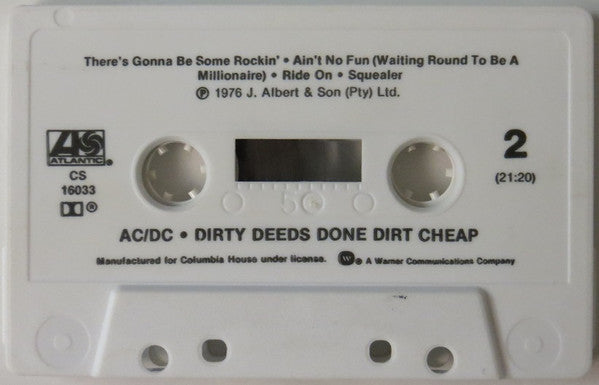 There's Gonna Be Some Rockin' • Ain't No Fun (Waiting Round To Be A
Millionaire) • Ride On • Squealer
℗ 1976 J. Albert & Son (Pty) Ltd.
ATLANTIC
CS
16033
®
2
(21:20)
50
AC/DC • DIRTY DEEDS DONE DIRT CHEAP
Manufactured for Columbia House under license. W® A Warner Communications Company